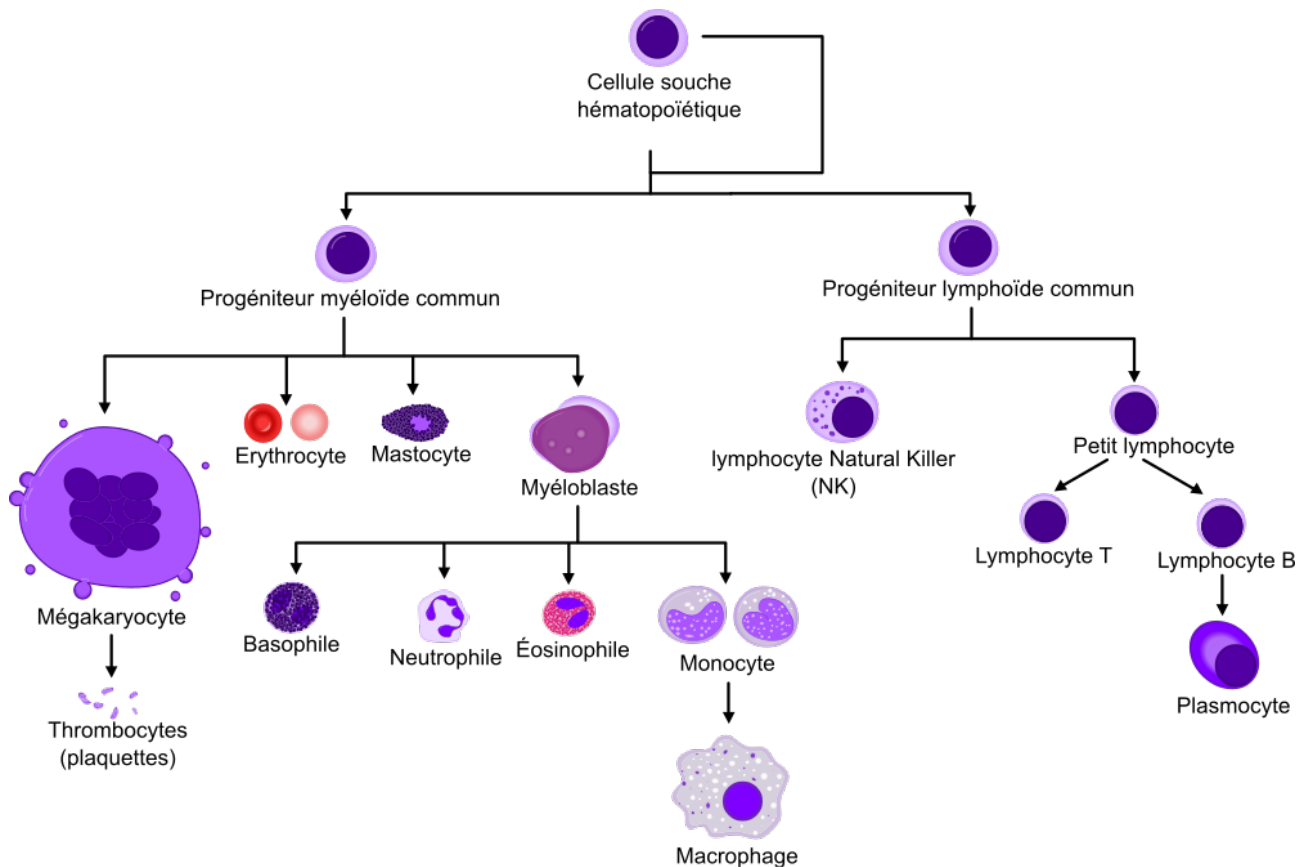 Cellule souche
hématopoïétique
Progéniteur myéloïde commun
Progéniteur lymphoïde commun
Erythrocyte
Mastocyte
Myéloblaste
lymphocyte Natural Killer
(NK)
Petit lymphocyte
Lymphocyte T
Lymphocyte B
Mégakaryocyte
Basophile
Neutrophile
Éosinophile
Monocyte
Plasmocyte
Thrombocytes
(plaquettes)
Macrophage